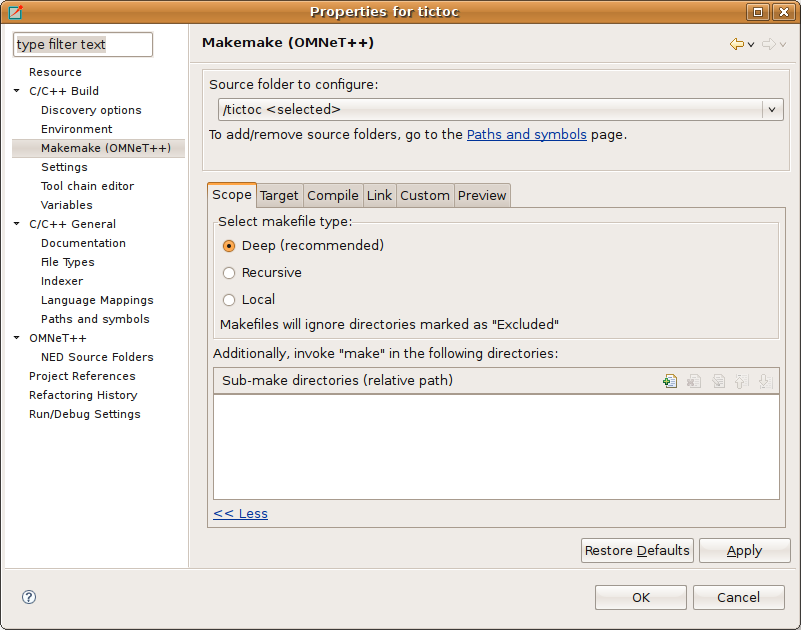 Properties for tictoc
type filter text
Resource
C/C++ Build
Discovery options
Environment
Makemake (OMNeT++)
Settings
Tool chain editor
Variables
C/C++ General
Documentation
File Types
Indexer
Language Mappings
Paths and symbols
OMNeT++
NED Source Folders
Project References
Refactoring History
Run/Debug Settings
Makemake (OMNeT++)
Source folder to configure:
/tictoc <selected>
To add/remove source folders, go to the Paths and symbols page.
Scope Target Compile Link Custom Preview
Select makefile type:
Deep (recommended)
Recursive
Local
Makefiles will ignore directories marked as "Excluded"
Additionally, invoke "make" in the following directories:
Sub-make directories (relative path)
<< Less
Restore Defaults Apply
? OK Cancel